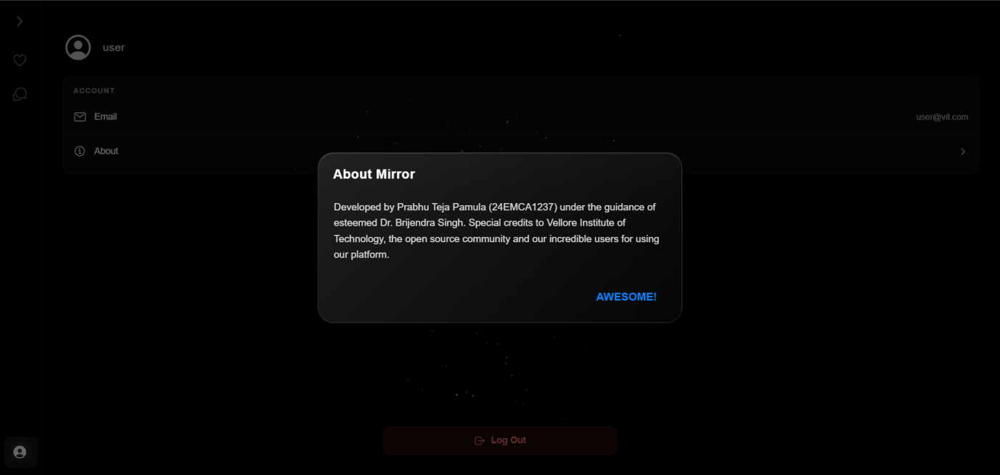 user
ACCOUNT
Email
user@vit.com
About
About Mirror
Developed by Prabhu Teja Pamula (24EMCA1237) under the guidance of
esteemed Dr. Brijendra Singh. Special credits to Vellore Institute of
Technology, the open source community and our incredible users for using
our platform.
AWESOME!
Log Out